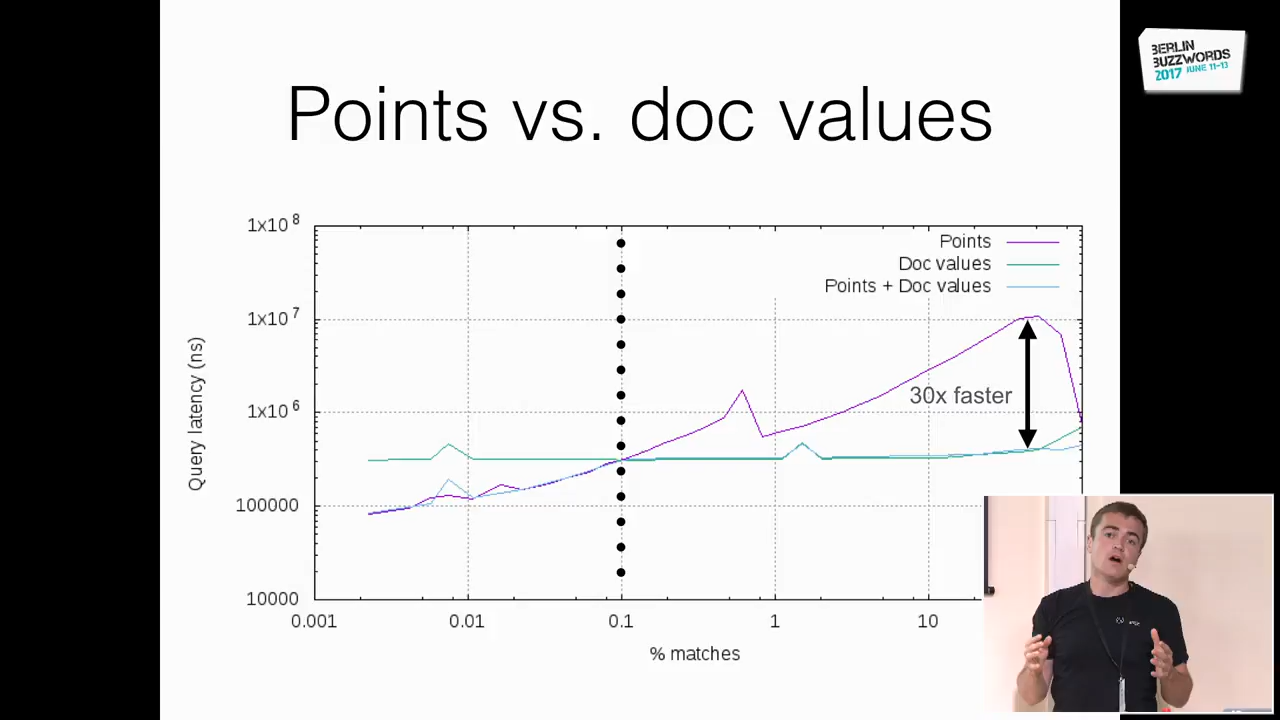 Points vs. doc values
BERLIN
BUZZWORDS
2017 JUNE 11-13
1x10^8
1x10^7
1x10^6
100000
10000
Query latency (ns)
Points
Doc values
Points + Doc values
30x faster
0.001
0.01
0.1
1
10
% matches